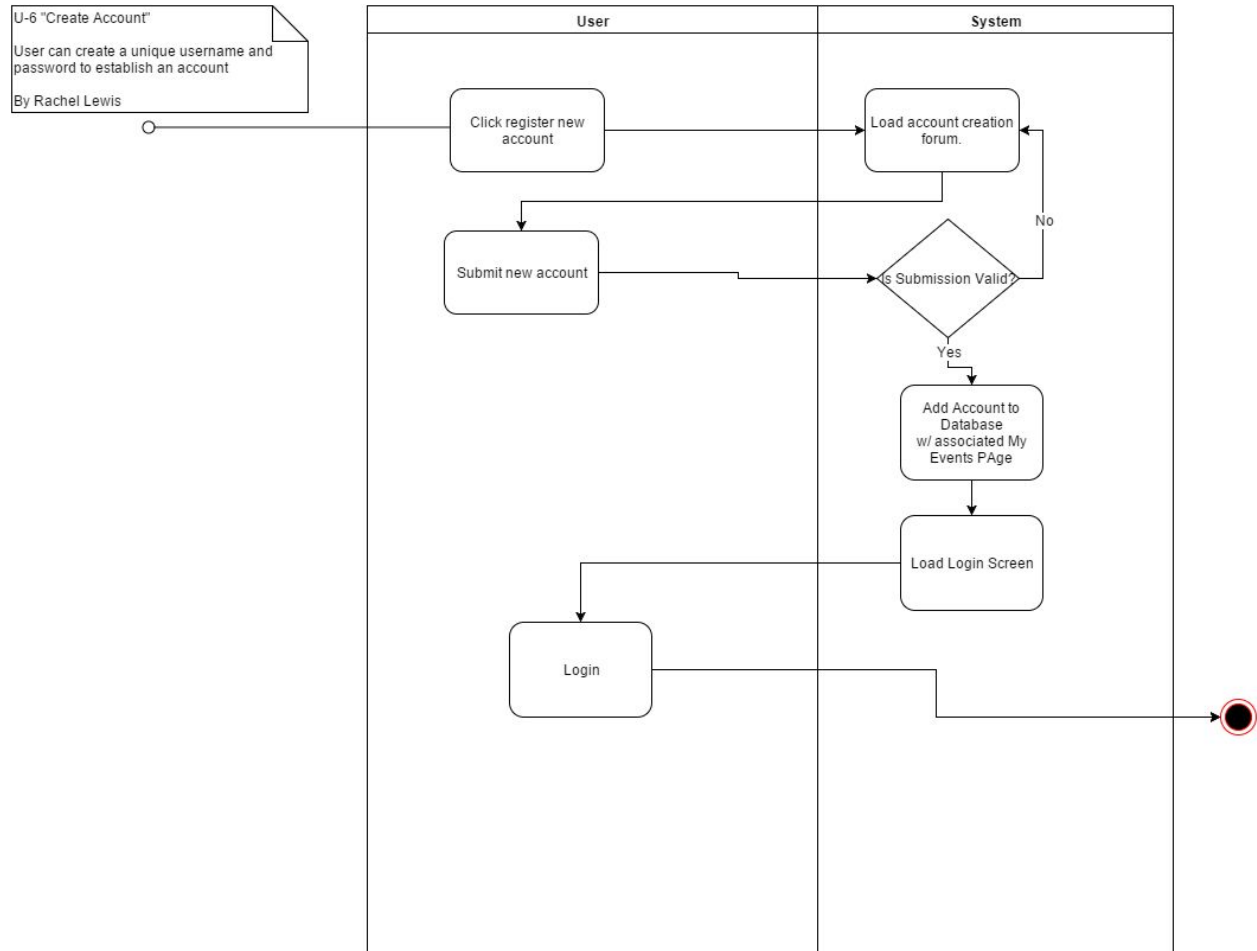 U-6 "Create Account"
User can create a unique username and
password to establish an account
By Rachel Lewis
User
System
Click register new
account
Load account creation
forum.
No
Submit new account
Is Submission Valid?
Yes
Add Account to
Database
w/ associated My
Events PAge
Load Login Screen
Login